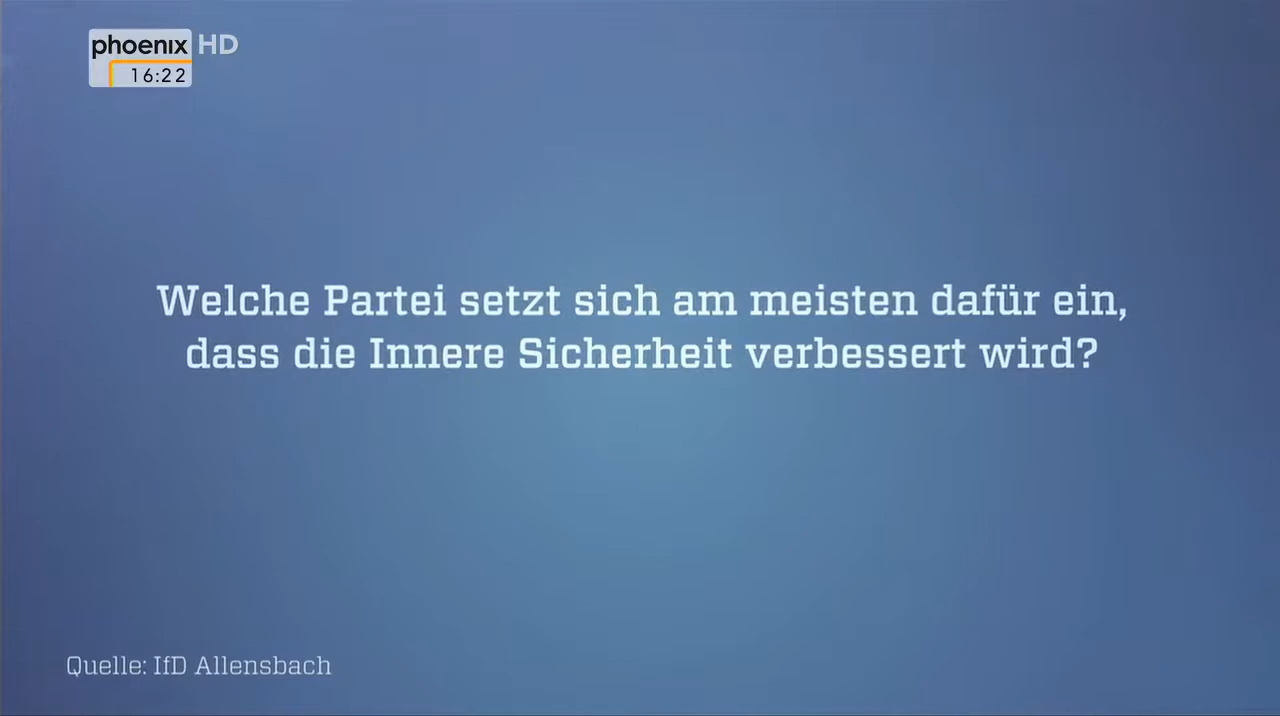 phoenix HD
16:22
Welche Partei setzt sich am meisten dafür ein,
dass die Innere Sicherheit verbessert wird?
Quelle: IfD Allensbach